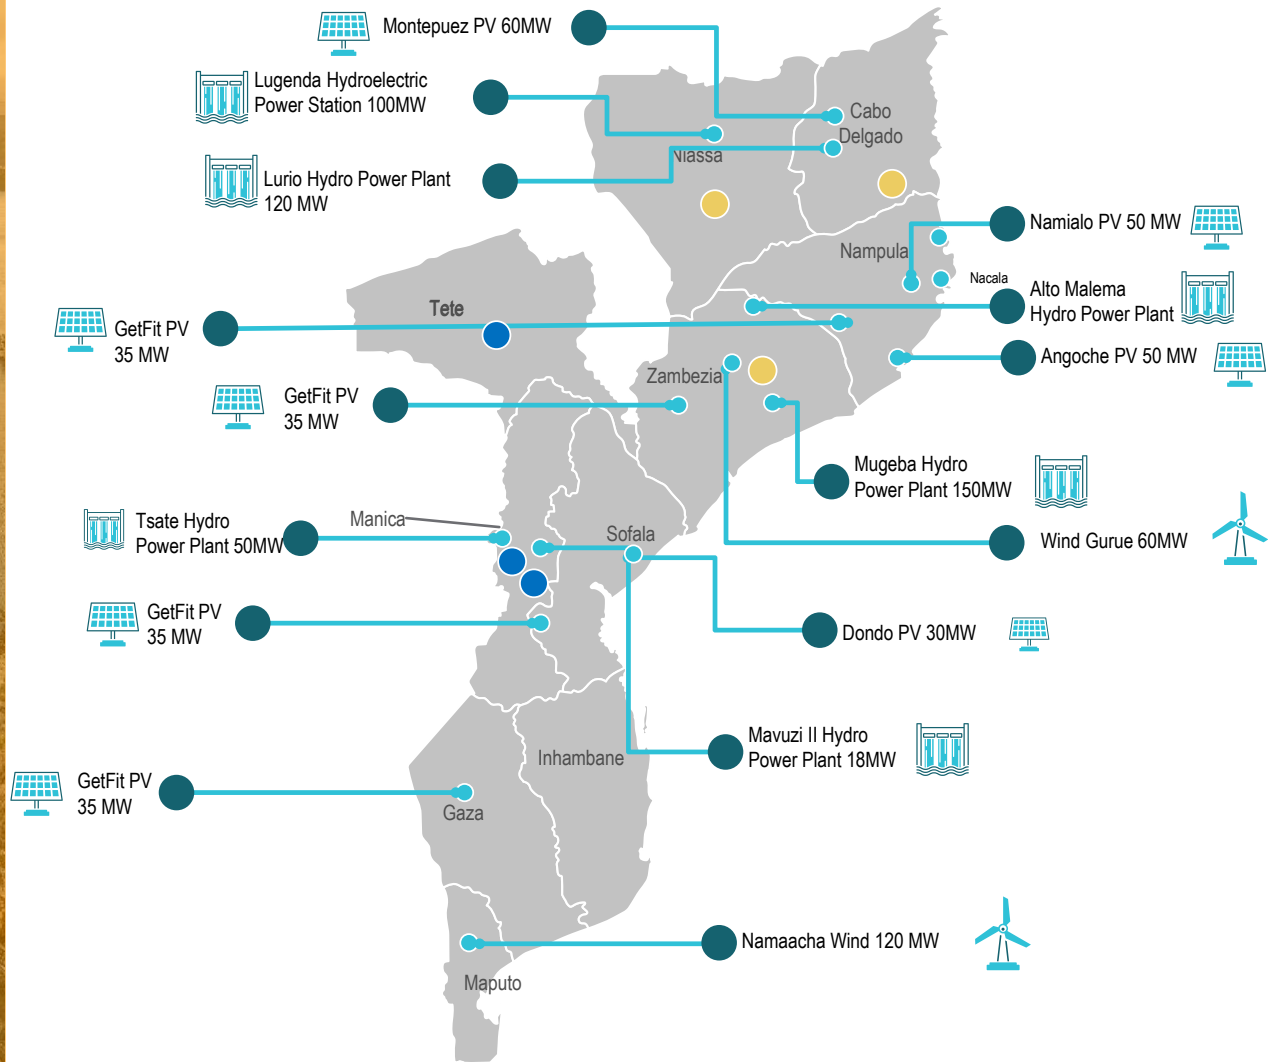 Montepuez PV 60MW
Lugenda Hydroelectric
Power Station 100MW
Lurio Hydro Power Plant
120 MW
Cabo
Delgado
Niassa
Namialo PV 50 MW
Nampula
Nacala
Alto Malema
Hydro Power Plant
Tete
GetFit PV
35 MW
Angoche PV 50 MW
Zambezia
GetFit PV
35 MW
Mugeba Hydro
Power Plant 150MW
Tsate Hydro
Power Plant 50MW
Manica
Sofala
Wind Gurue 60MW
GetFit PV
35 MW
Dondo PV 30MW
Mavuzi II Hydro
Power Plant 18MW
Inhambane
GetFit PV
35 MW
Gaza
Namaacha Wind 120 MW
Maputo